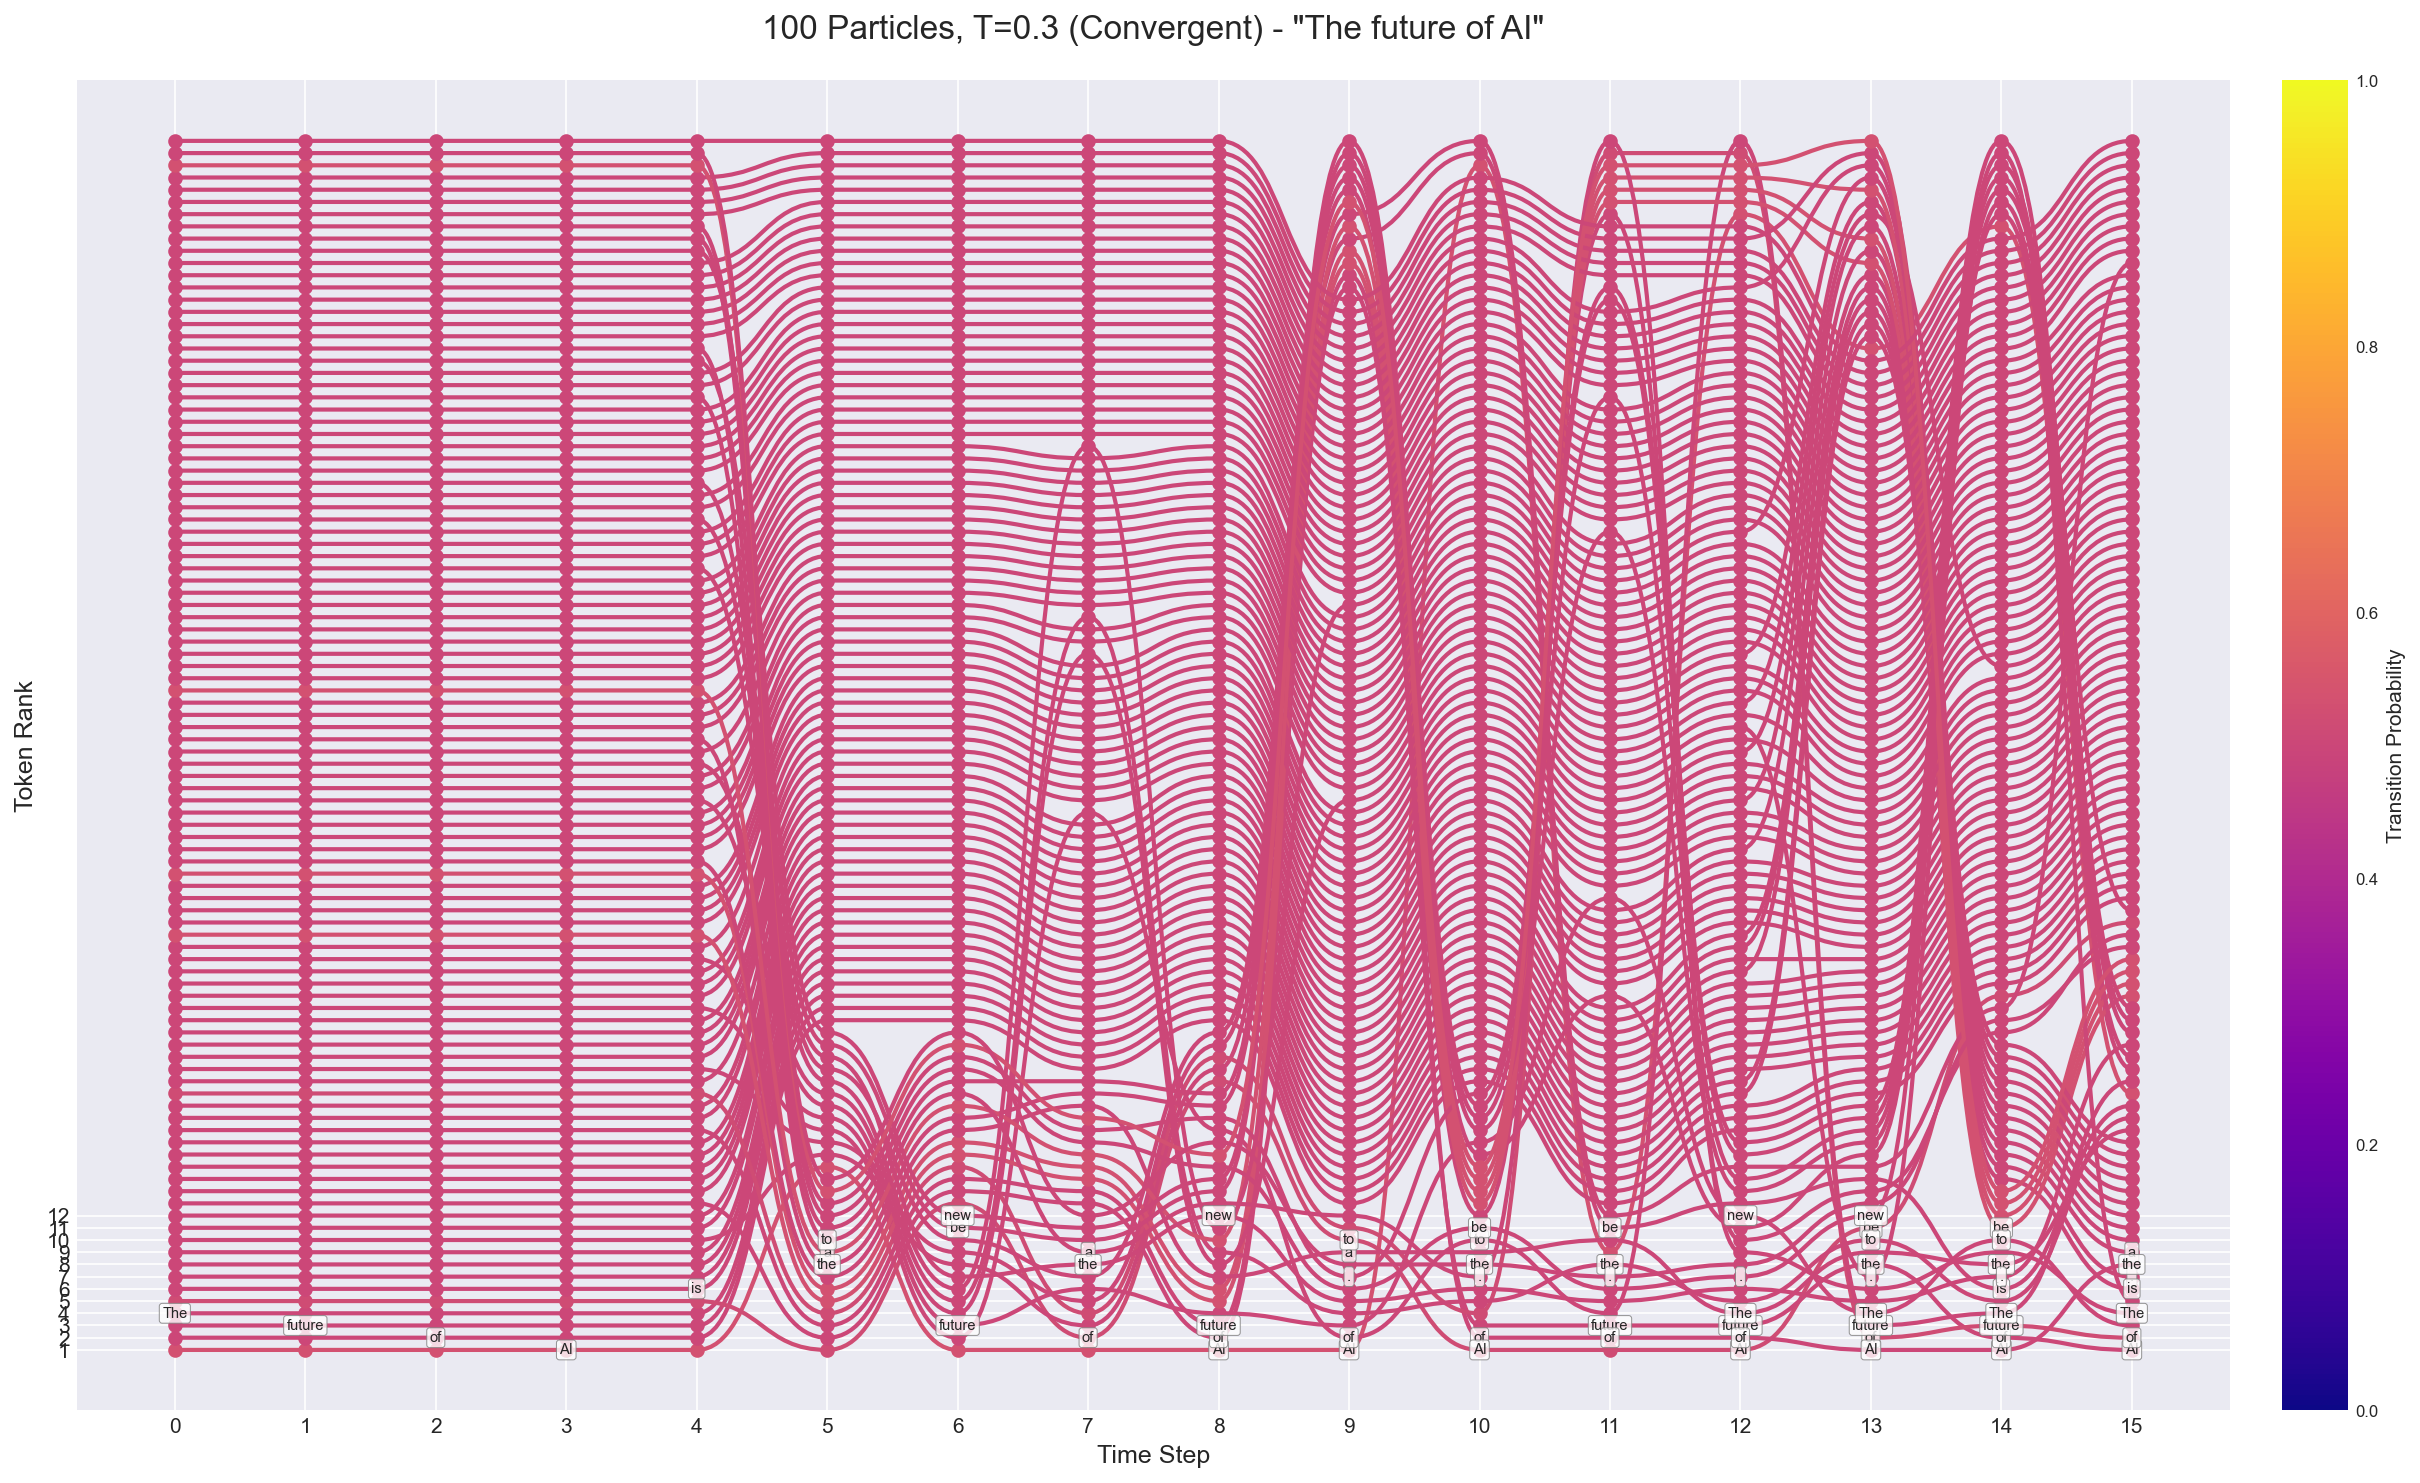 100 Particles, T=0.3 (Convergent) - "The future of AI"
Token Rank
12
11
10
9
8
7
6
5
4
3
2
1
The
future
of
AI
is
to
a
the
new
be
future
a
the
of
new
future
of
AI
to
a
.
of
AI
be
to
the
.
of
AI
be
the
.
future
of
new
.
The
future
of
AI
new
be
to
the
.
The
future
of
AI
be
to
the
.
is
The
future
of
AI
a
the
is
The
of
AI
0 1 2 3 4 5 6 7 8 9 10 11 12 13 14 15
Time Step
1.0
0.8
0.6
0.4
0.2
0.0
Transition Probability